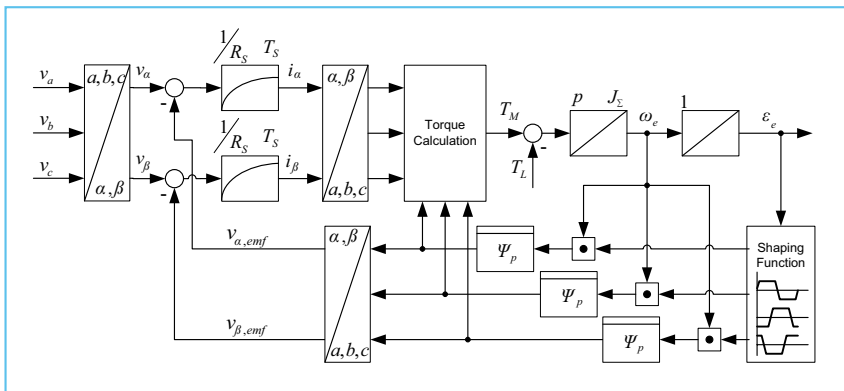 1/R_S T_S
v_a
a,b,c
v_α
i_α
α,β
v_b
α,β
v_c
v_β
-
1/R_S T_S
i_β
-
a,b,c
Torque
Calculation
T_M
-
T_L
p J_Σ
ω_e
1
ε_e
v_α,emf
α,β
Ψ_p
Ψ_p
Ψ_p
v_β,emf
a,b,c
Shaping
Function